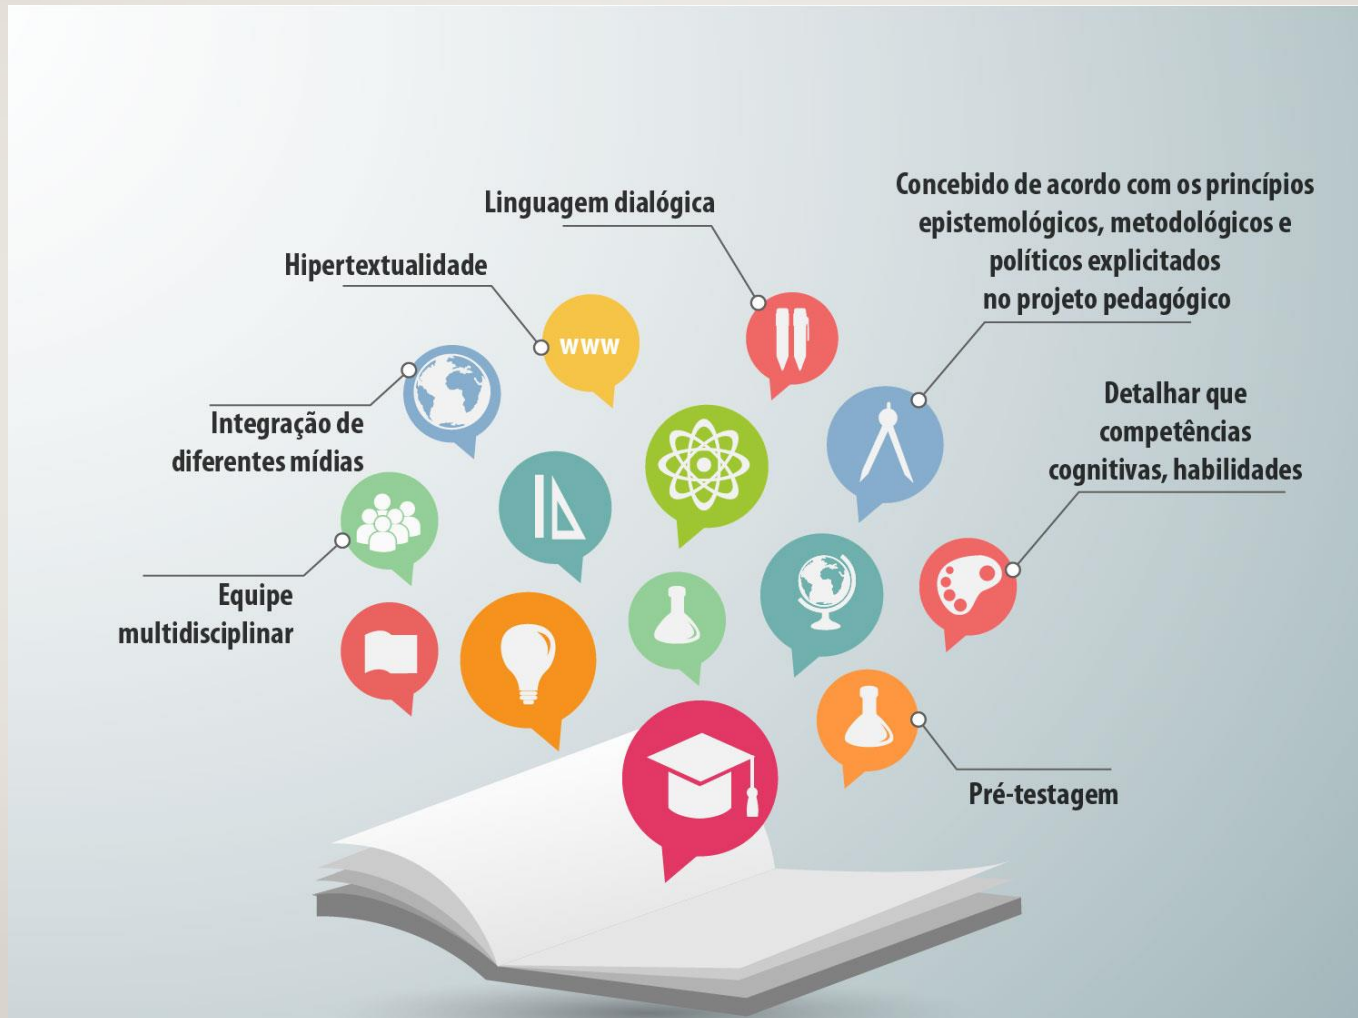 Linguagem dialógica
Hipertextualidade
Integração de
diferentes mídias
Equipe
multidisciplinar
www
Concebido de acordo com os princípios
epistemológicos, metodológicos e
políticos explicitados
no projeto pedagógico
Detalhar que
competências
cognitivas, habilidades
Pré-testagem